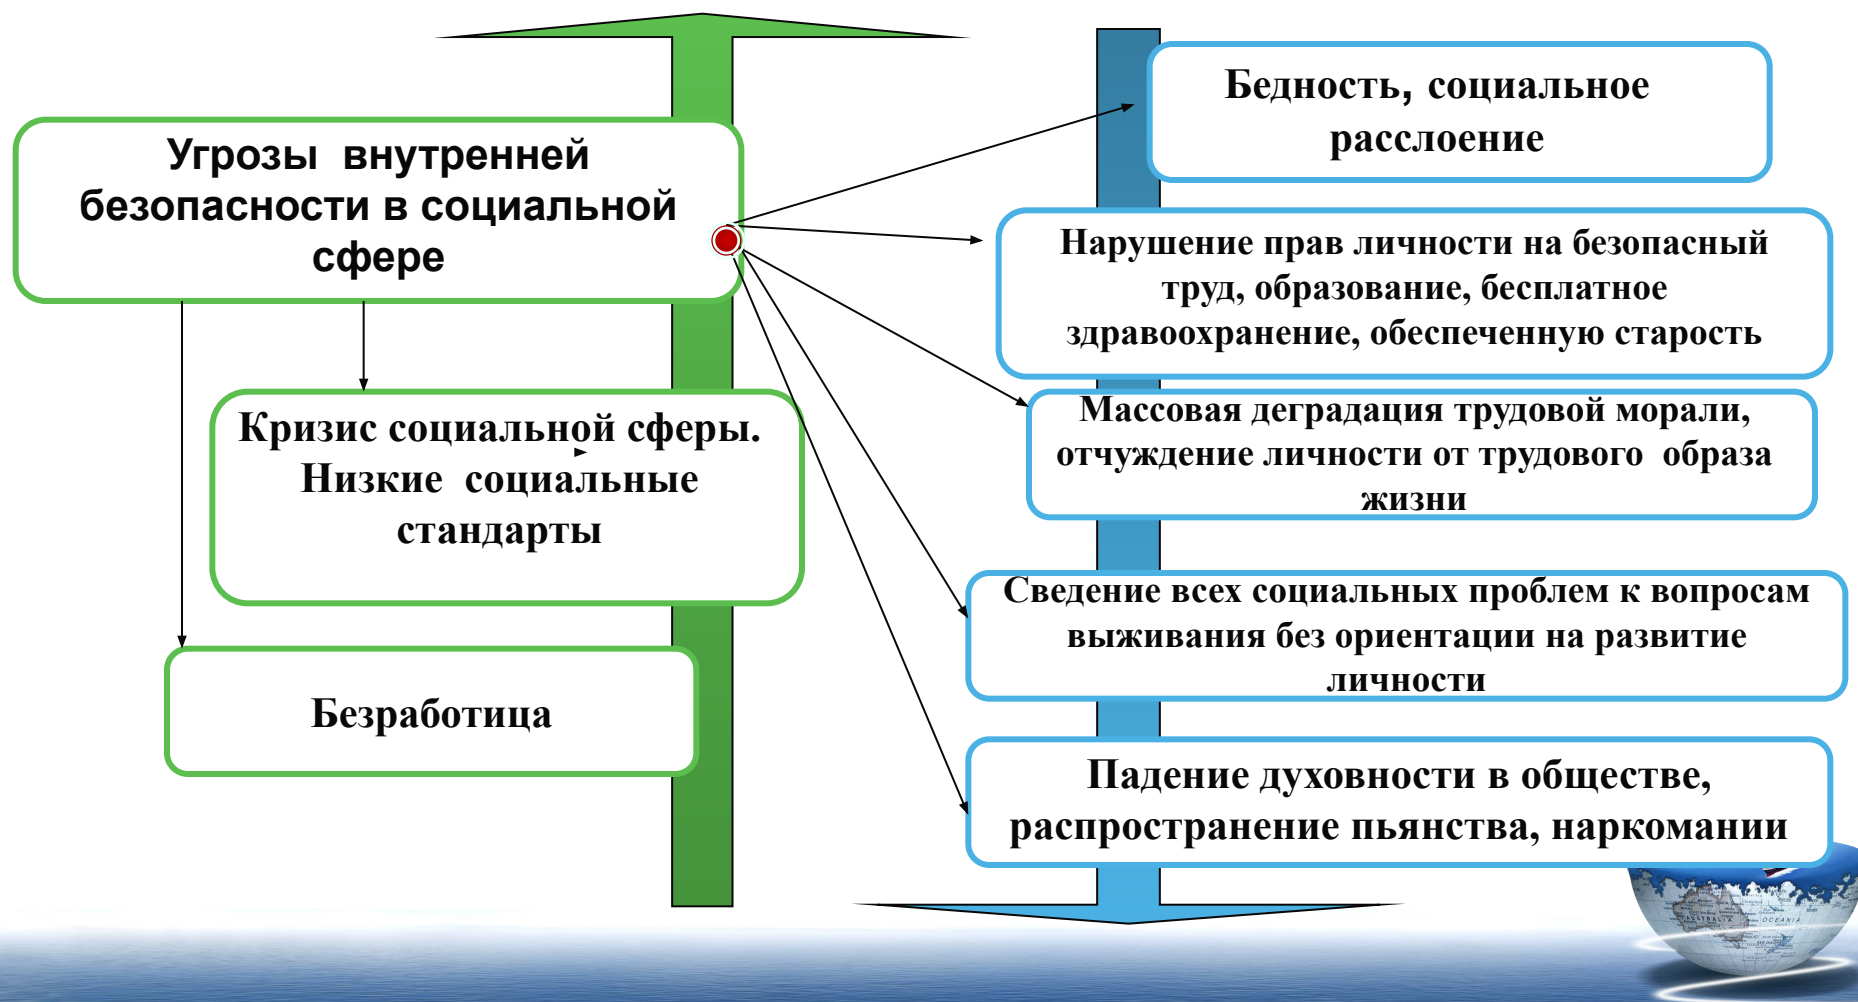 Угрозы внутренней
безопасности в социальной
сфере
Кризис социальной сферы.
Низкие социальные
стандарты
Безработица
Бедность, социальное
расслоение
Нарушение прав личности на безопасный
труд, образование, бесплатное
здравоохранение, обеспеченную старость
Массовая деградация трудовой морали,
отчуждение личности от трудового образа
жизни
Сведение всех социальных проблем к вопросам
выживания без ориентации на развитие
личности
Падение духовности в обществе,
распространение пьянства, наркомании
AUSTRALIA
OCEANIA